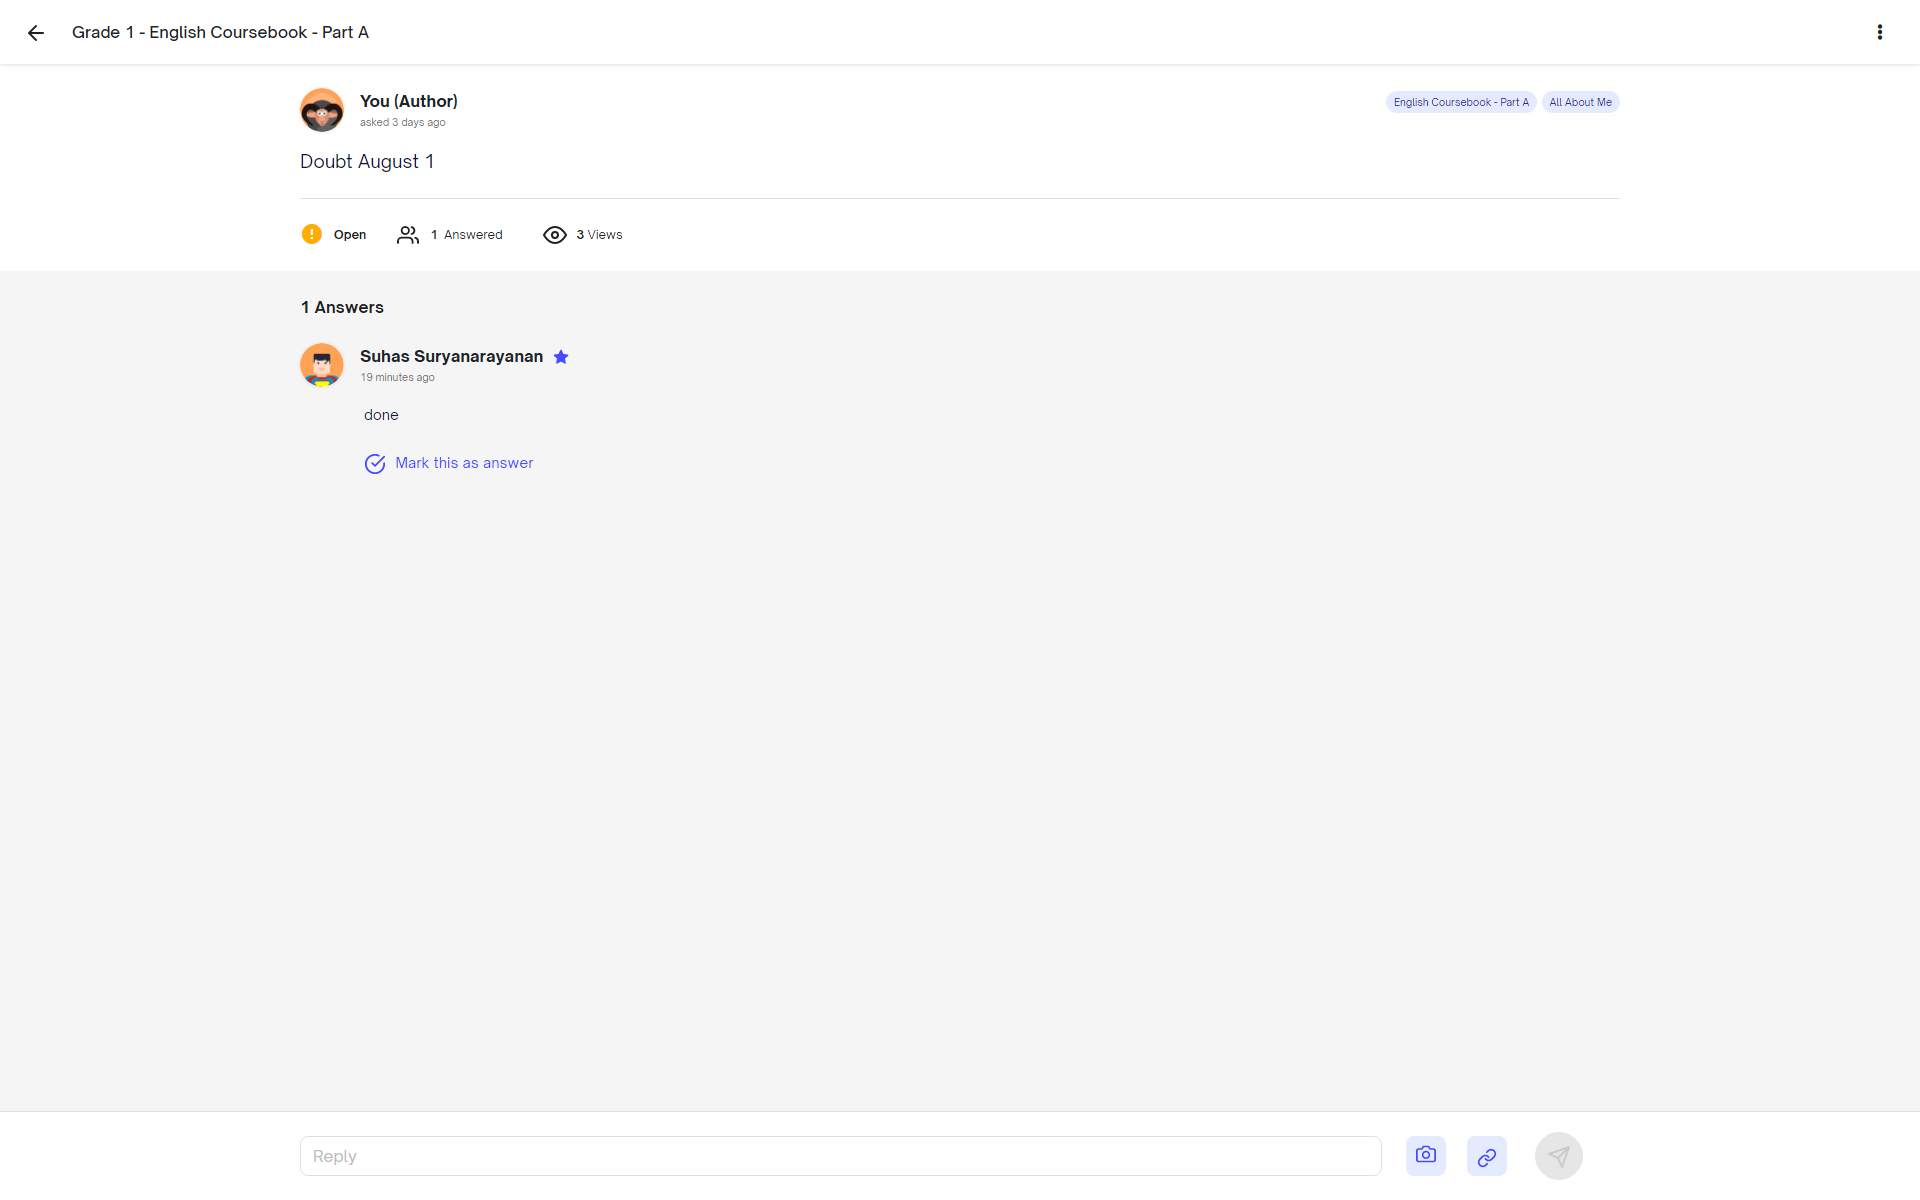 Grade 1 - English Coursebook - Part A
You (Author)
asked 3 days ago
English Coursebook - Part A
All About Me
Doubt August 1
Open
1 Answered
3 Views
1 Answers
Suhas Suryanarayanan
19 minutes ago
done
Mark this as answer
Reply